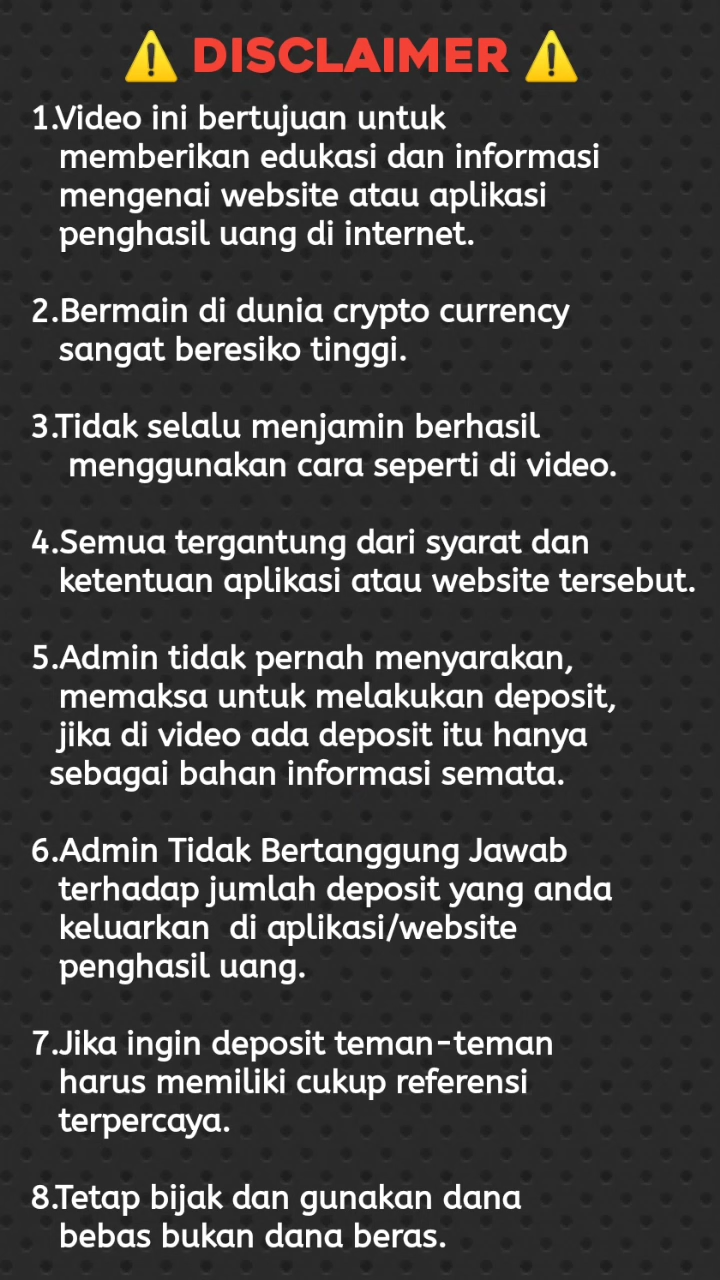 ⚠️ DISCLAIMER ⚠️
1.Video ini bertujuan untuk
memberikan edukasi dan informasi
mengenai website atau aplikasi
penghasil uang di internet.
2.Bermain di dunia crypto currency
sangat beresiko tinggi.
3.Tidak selalu menjamin berhasil
menggunakan cara seperti di video.
4.Semua tergantung dari syarat dan
ketentuan aplikasi atau website tersebut.
5.Admin tidak pernah menyarakan,
memaksa untuk melakukan deposit,
jika di video ada deposit itu hanya
sebagai bahan informasi semata.
6.Admin Tidak Bertanggung Jawab
terhadap jumlah deposit yang anda
keluarkan  di aplikasi/website
penghasil uang.
7.Jika ingin deposit teman-teman
harus memiliki cukup referensi
terpercaya.
8.Tetap bijak dan gunakan dana
bebas bukan dana beras.